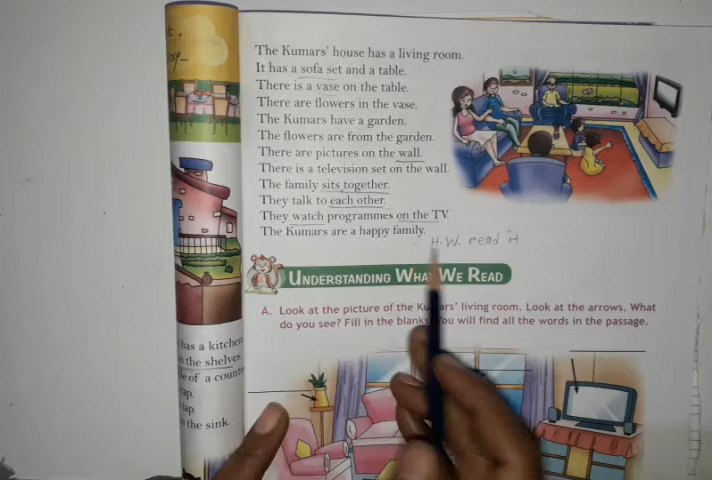 The Kumars' house has a living room.
It has a sofa set and a table.
There is a vase on the table.
There are flowers in the vase.
The Kumars have a garden.
The flowers are from the garden.
There are pictures on the wall.
There is a television set on the wall.
The family sits together.
They talk to each other.
They watch programmes on the TV.
The Kumars are a happy family.
H.W. read it
UNDERSTANDING WHAT WE READ
A. Look at the picture of the Kumars' living room. Look at the arrows. What
do you see? Fill in the blanks. You will find all the words in the passage.
has a kitchen
the shelves.
of a
tap.
tap.
the sink.